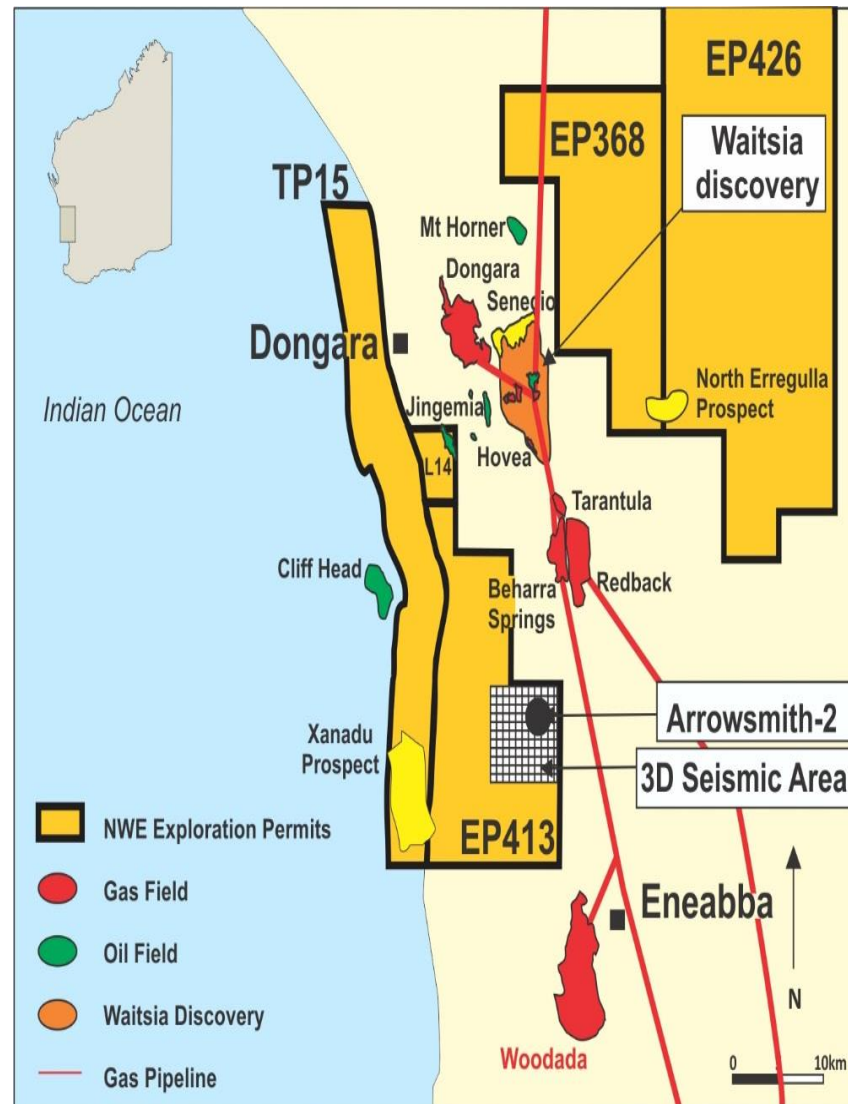 EP426
EP368
Waitsia
discovery
TP15
Mt Horner
Dongara
Senecio
Dongara
North Erregulla
Prospect
Indian Ocean
Jingemia
L14
Hovea
Tarantula
Cliff Head
Beharra
Springs
Redback
Arrowsmith-2
Xanadu
Prospect
3D Seismic Area
EP413
NWE Exploration Permits
Gas Field
Eneabba
Oil Field
Waitsia Discovery
N
Woodada
Gas Pipeline
0
10km